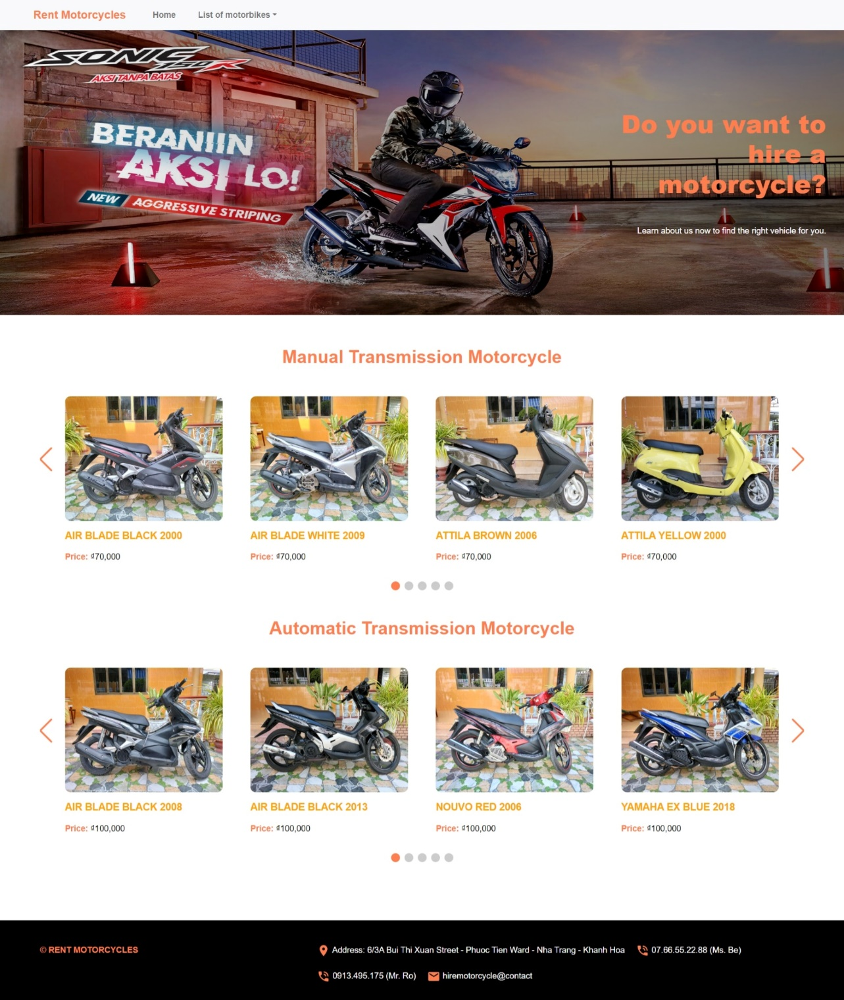 Rent Motorcycles
Home
List of motorbikes
SONIC 150R
AKSI TANPA BATAS
BERANIIN
AKSI LO!
NEW AGGRESSIVE STRIPING
Do you want to
hire a
motorcycle?
Learn about us now to find the right vehicle for you.
Manual Transmission Motorcycle
AIR BLADE BLACK 2000
Price: ₫70,000
AIR BLADE WHITE 2009
Price: ₫70,000
ATTILA BROWN 2006
Price: ₫70,000
ATTILA YELLOW 2000
Price: ₫70,000
Automatic Transmission Motorcycle
AIR BLADE BLACK 2008
Price: ₫100,000
AIR BLADE BLACK 2013
Price: ₫100,000
NOUVO RED 2006
Price: ₫100,000
YAMAHA EX BLUE 2018
Price: ₫100,000
© RENT MOTORCYCLES
Address: 6/3A Bui Thi Xuan Street - Phuoc Tien Ward - Nha Trang - Khanh Hoa
07.66.55.22.88 (Ms. Be)
0913.495.175 (Mr. Ro)
hiremotorcycle@contact